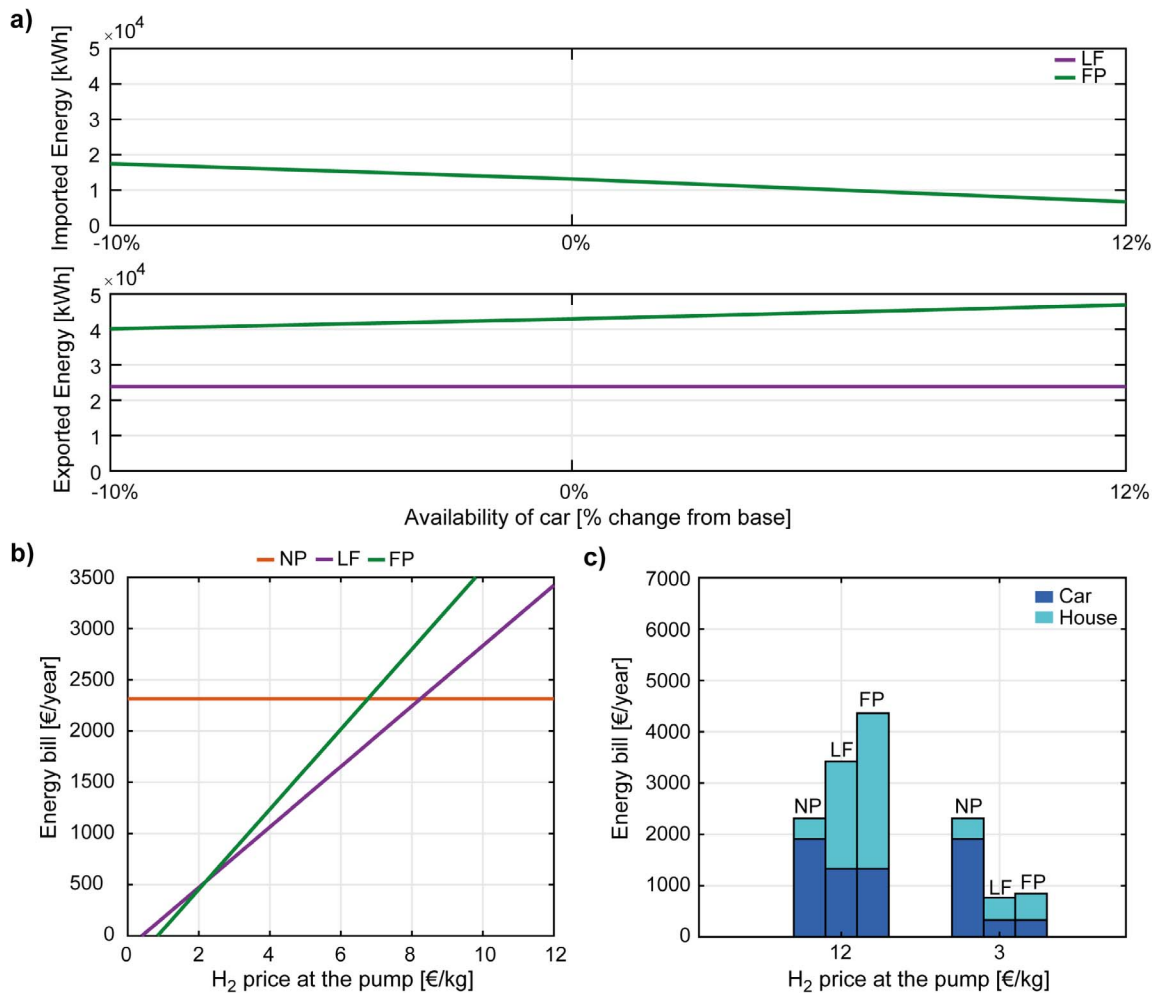 a)
×10⁴
Imported Energy [kWh]
5
4
3
2
1
0
LF
FP
-10%
0%
12%
×10⁴
Exported Energy [kWh]
5
4
3
2
1
0
-10%
0%
12%
Availability of car [% change from base]
b)
NP LF FP
Energy bill [€/year]
3500
3000
2500
2000
1500
1000
500
0
0 2 4 6 8 10 12
H₂ price at the pump [€/kg]
c)
Energy bill [€/year]
7000
6000
5000
4000
3000
2000
1000
0
Car
House
NP
LF
FP
NP
LF
FP
12
3
H₂ price at the pump [€/kg]